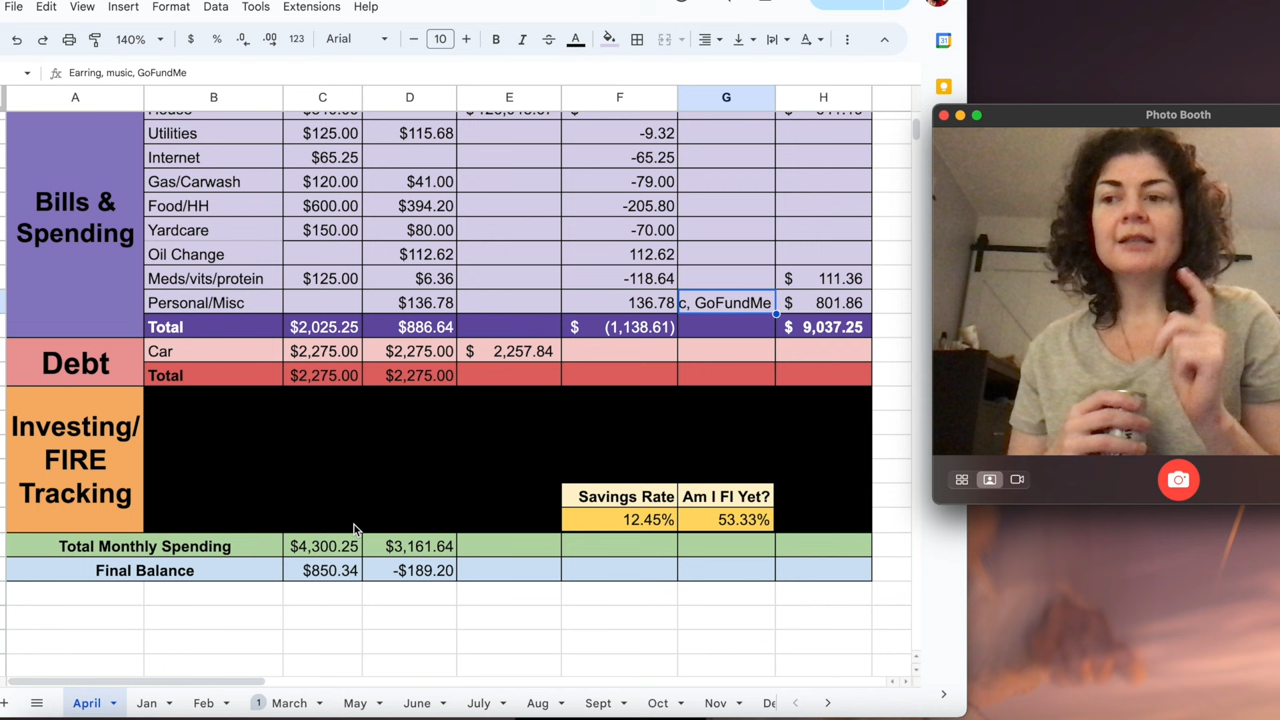 File Edit View Insert Format Data Tools Extensions Help
140% $ % .0 .00 123 Arial 10 B I A
Earring, music, GoFundMe
A B C D E F G H
Photo Booth
Bills &
Spending
Utilities $125.00 $115.68 -9.32
Internet $65.25 -65.25
Gas/Carwash $120.00 $41.00 -79.00
Food/HH $600.00 $394.20 -205.80
Yardcare $150.00 $80.00 -70.00
Oil Change $112.62 112.62
Meds/vits/protein $125.00 $6.36 -118.64 $ 111.36
Personal/Misc $136.78 136.78 c, GoFundMe $ 801.86
Total $2,025.25 $886.64 $ (1,138.61) $ 9,037.25
Debt
Car $2,275.00 $2,275.00 $ 2,257.84
Total $2,275.00 $2,275.00
Investing/
FIRE
Tracking
Savings Rate Am I FI Yet?
12.45% 53.33%
Total Monthly Spending $4,300.25 $3,161.64
Final Balance $850.34 -$189.20
April Jan Feb 1 March May June July Aug Sept Oct Nov